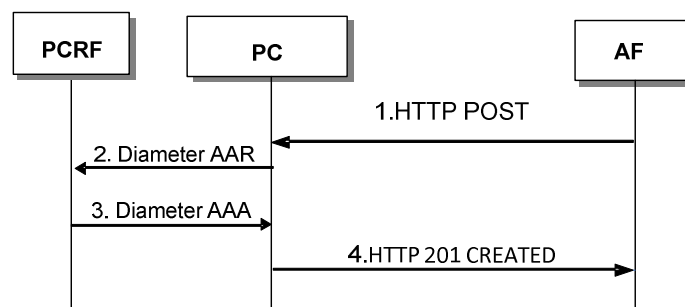 PCRF
PC
AF
1.HTTP POST
2. Diameter AAR
3. Diameter AAA
4.HTTP 201 CREATED